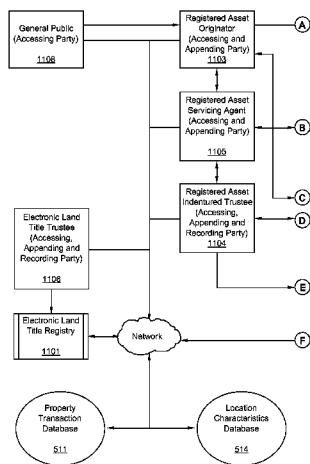 General Public
(Accessing Party)
1108
Registered Asset
Originator
(Accessing and
Appending Party)
1103
A
Registered Asset
Servicing Agent
(Accessing and
Appending Party)
1105
B
C
Registered Asset
Indentured Trustee
(Accessing,
Appending and
Recording Party)
1104
D
E
Electronic Land
Title Trustee
(Accessing,
Appending and
Recording Party)
1106
Electronic Land
Title Registry
1101
Network
F
Property
Transaction
Database
511
Location
Characteristics
Database
514